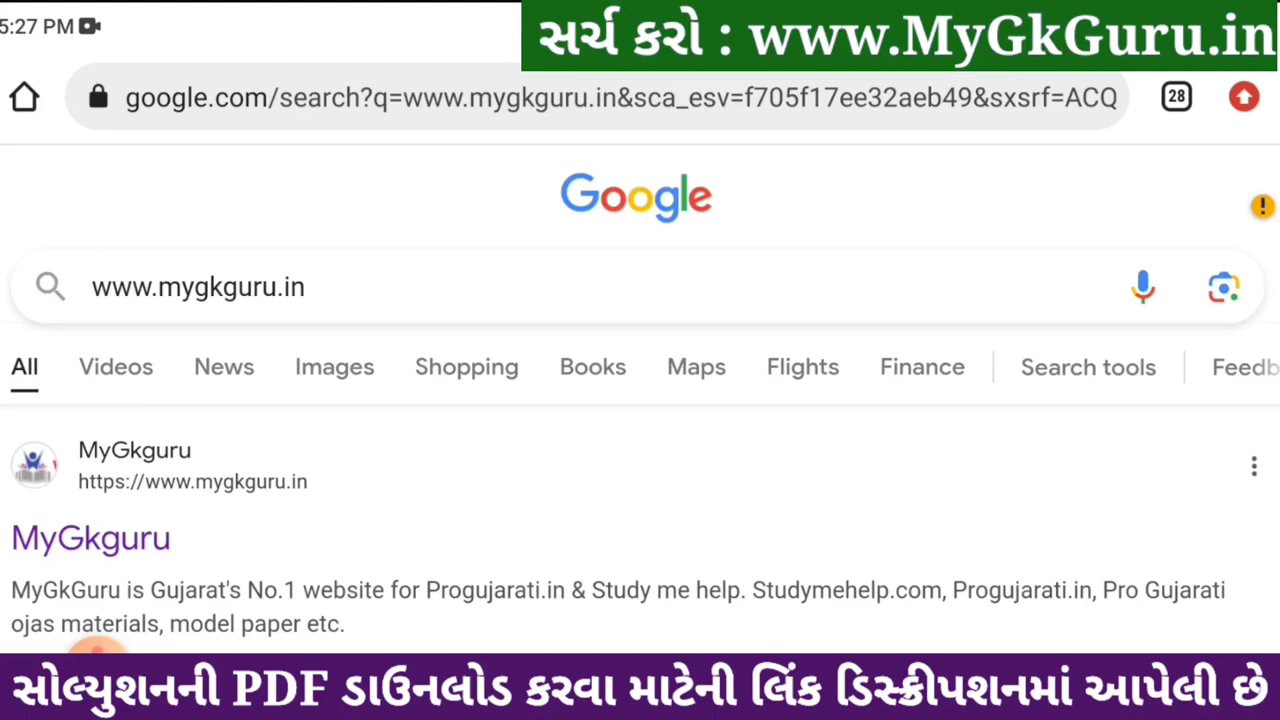 સર્ચ કરો : www.MyGkGuru.in
5:27 PM
google.com/search?q=www.mygkguru.in&sca_esv=f705f17ee32aeb49&sxsrf=ACQ
28
Google
www.mygkguru.in
All Videos News Images Shopping Books Maps Flights Finance Search tools Feedb
MyGkguru
https://www.mygkguru.in
MyGkguru
MyGkGuru is Gujarat's No.1 website for Progujarati.in & Study me help. Studymehelp.com, Progujarati.in, Pro Gujarati
ojas materials, model paper etc.
સોલ્યુશનની PDF ડાઉનલોડ કરવા માટેની લિંક ડિસ્ક્રીપશનમાં આપેલી છે